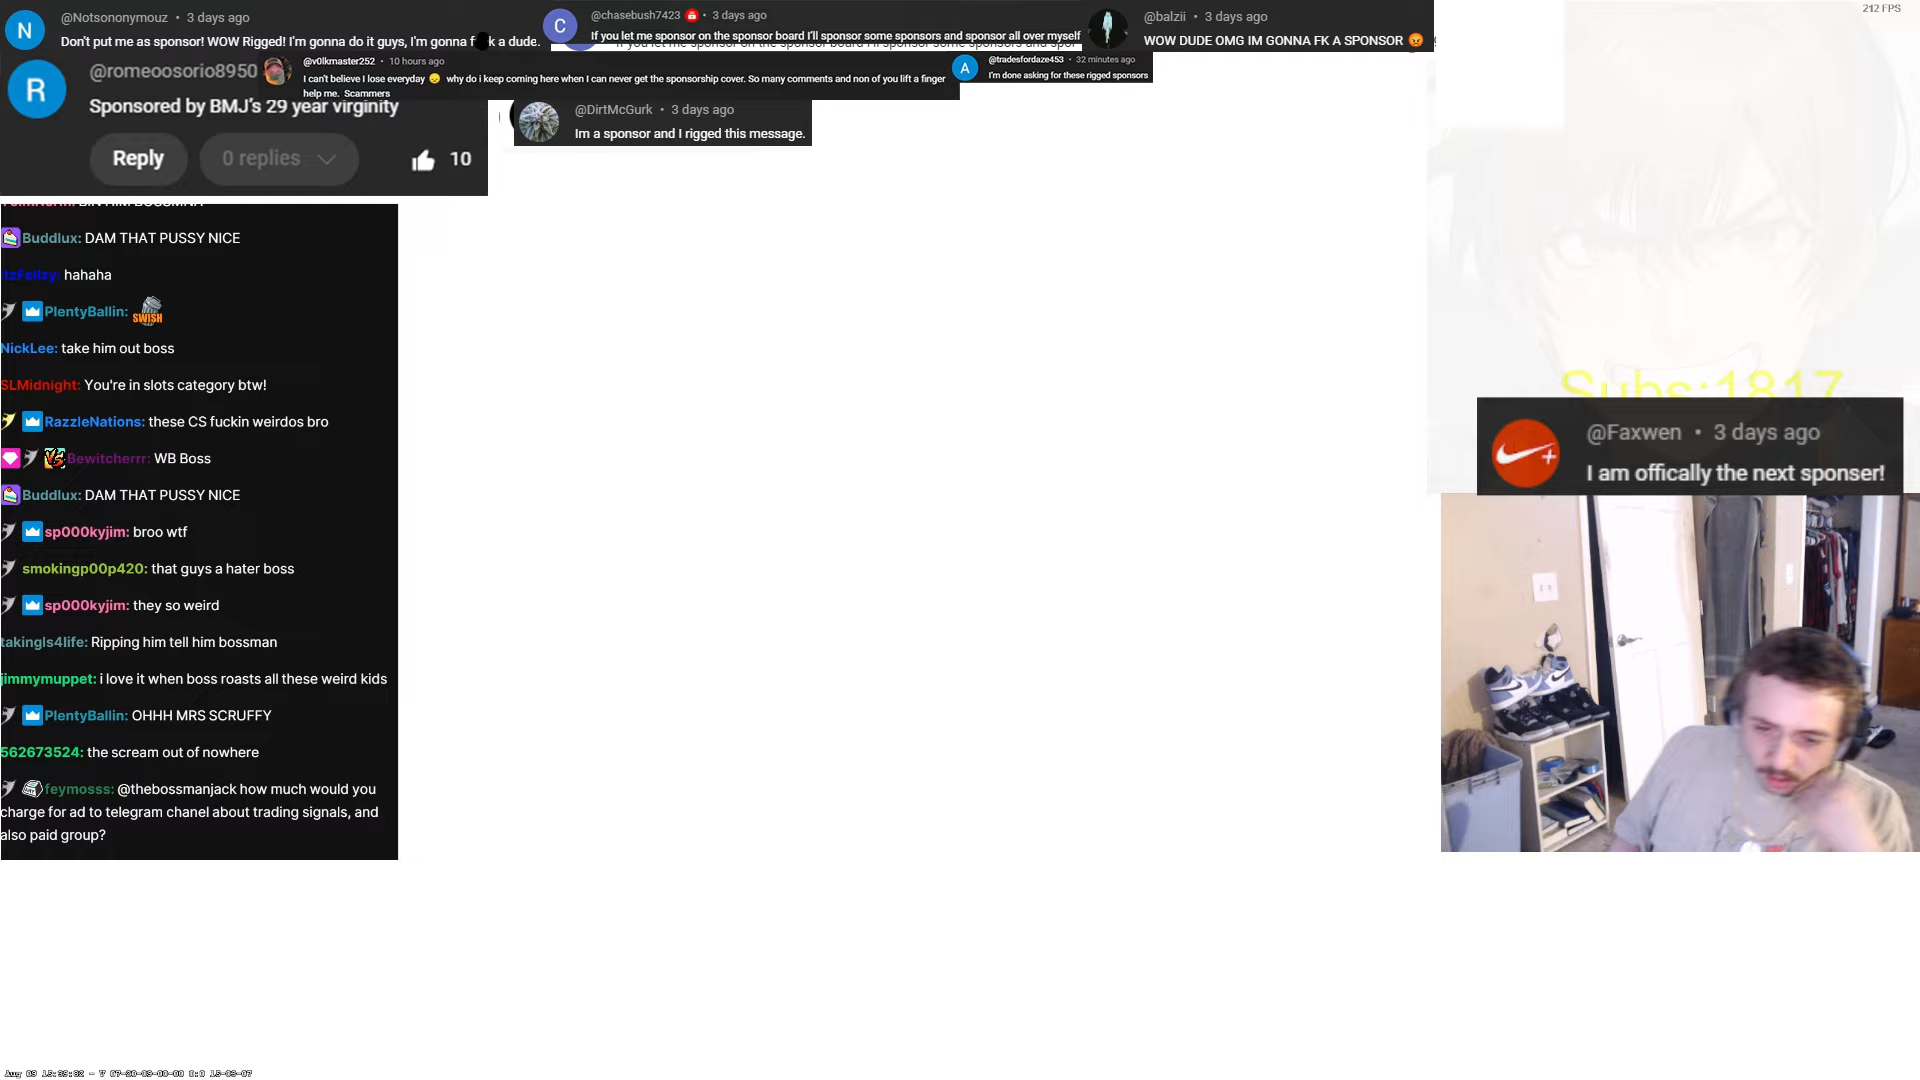 @Notsononymouz • 3 days ago
Don't put me as sponsor! WOW Rigged! I'm gonna do it guys, I'm gonna f k a dude.
@chasebush7423 • 3 days ago
If you let me sponsor on the sponsor board I'll sponsor some sponsors and sponsor all over myself
@balzii • 3 days ago
WOW DUDE OMG IM GONNA FK A SPONSOR 😡
212 FPS
@romeoosorio8950
Sponsored by BMJ's 29 year virginity
Reply
0 replies
10
@v0lkmaster252 • 10 hours ago
I can't believe I lose everyday 😞 why do i keep coming here when I can never get the sponsorship cover. So many comments and non of you lift a finger
help me. Scammers
@tradesfordaze453 • 32 minutes ago
I'm done asking for these rigged sponsors
@DirtMcGurk • 3 days ago
Im a sponsor and I rigged this message.
Buddlux: DAM THAT PUSSY NICE
hahaha
PlentyBallin: SWISH
NickLee: take him out boss
SLMidnight: You're in slots category btw!
RazzleNations: these CS fuckin weirdos bro
Bewitcherrr: WB Boss
Buddlux: DAM THAT PUSSY NICE
sp000kyjim: broo wtf
smokingp00p420: that guys a hater boss
sp000kyjim: they so weird
takingls4life: Ripping him tell him bossman
jimmymuppet: i love it when boss roasts all these weird kids
PlentyBallin: OHHH MRS SCRUFFY
562673524: the scream out of nowhere
feymosss: @thebossmanjack how much would you
charge for ad to telegram chanel about trading signals, and
also paid group?
Subs:1817
@Faxwen • 3 days ago
I am offically the next sponser!